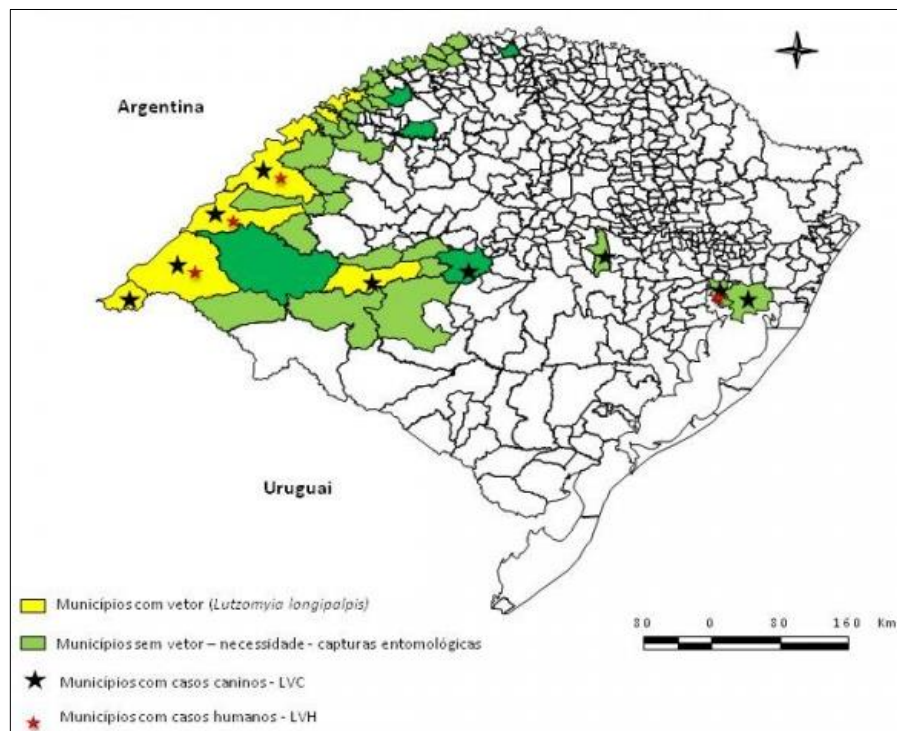 Argentina
Uruguai
Municípios com vetor (Lutzomyia longipalpis)
Municípios sem vetor – necessidade - capturas entomológicas
Municípios com casos caninos - LVC
Municípios com casos humanos - LVH
80 0 80 160 Km